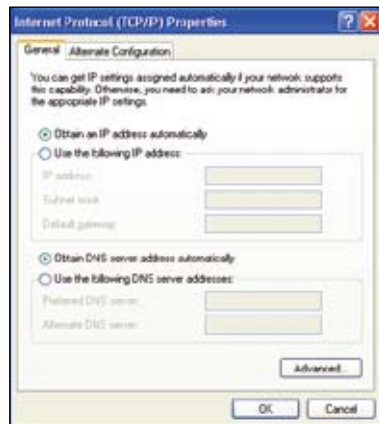 Internet Protocol (TCP/IP) Properties
General Alternate Configuration
You can get IP settings assigned automatically if your network supports
this capability. Otherwise, you need to ask your network administrator for
the appropriate IP settings.
Obtain an IP address automatically
Use the following IP address:
IP address:
Subnet mask:
Default gateway:
Obtain DNS server address automatically
Use the following DNS server addresses:
Preferred DNS server:
Alternate DNS server:
Advanced...
OK Cancel